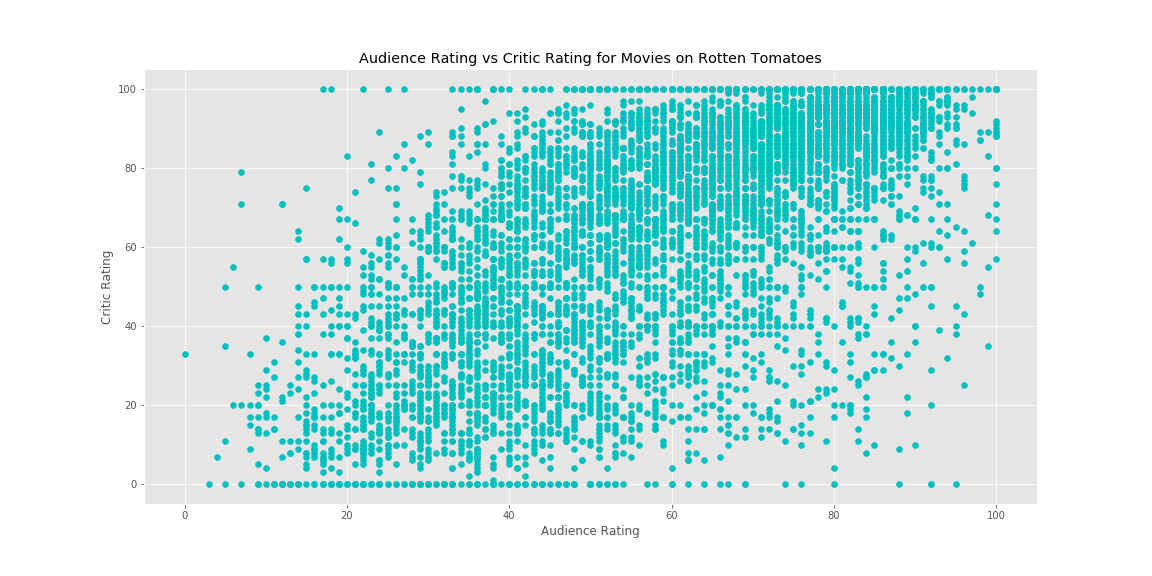 Audience Rating vs Critic Rating for Movies on Rotten Tomatoes
100
80
60
40
20
0
Critic Rating
0 20 40 60 80 100
Audience Rating